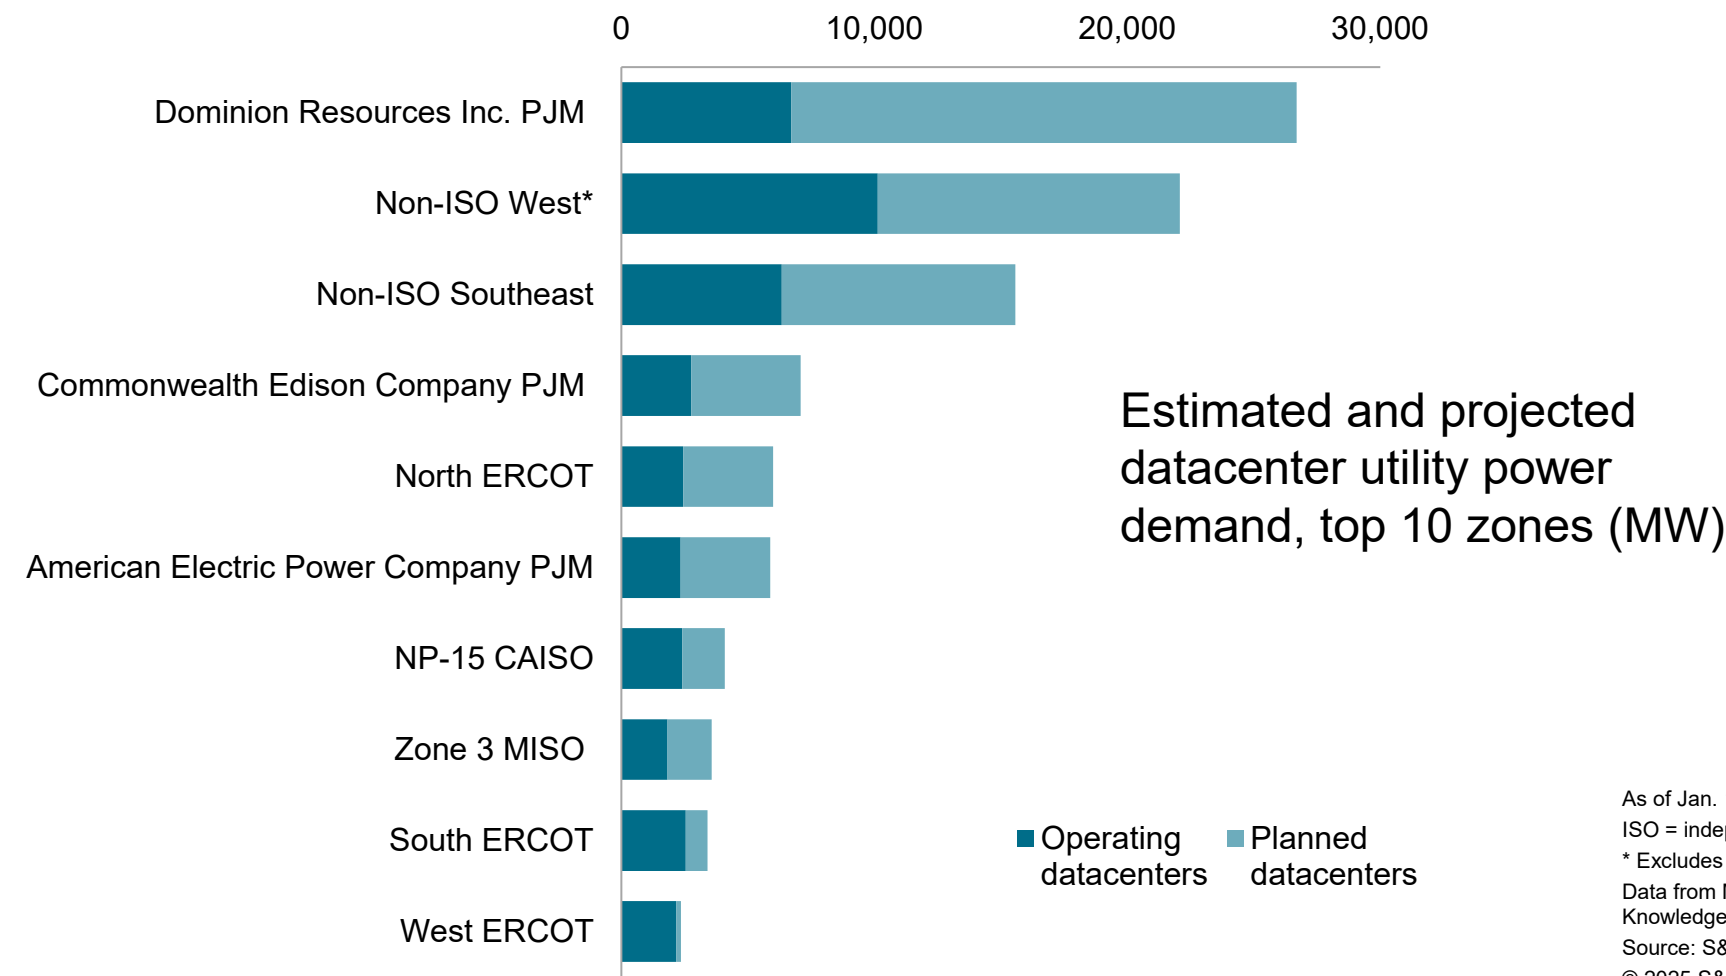 0 10,000 20,000 30,000
Dominion Resources Inc. PJM
Non-ISO West*
Non-ISO Southeast
Commonwealth Edison Company PJM
North ERCOT
American Electric Power Company PJM
NP-15 CAISO
Zone 3 MISO
South ERCOT
West ERCOT
Estimated and projected
datacenter utility power
demand, top 10 zones (MW)
Operating
datacenters
Planned
datacenters
As of Jan.
ISO =
* Excludes
Data from
Knowledge
Source: